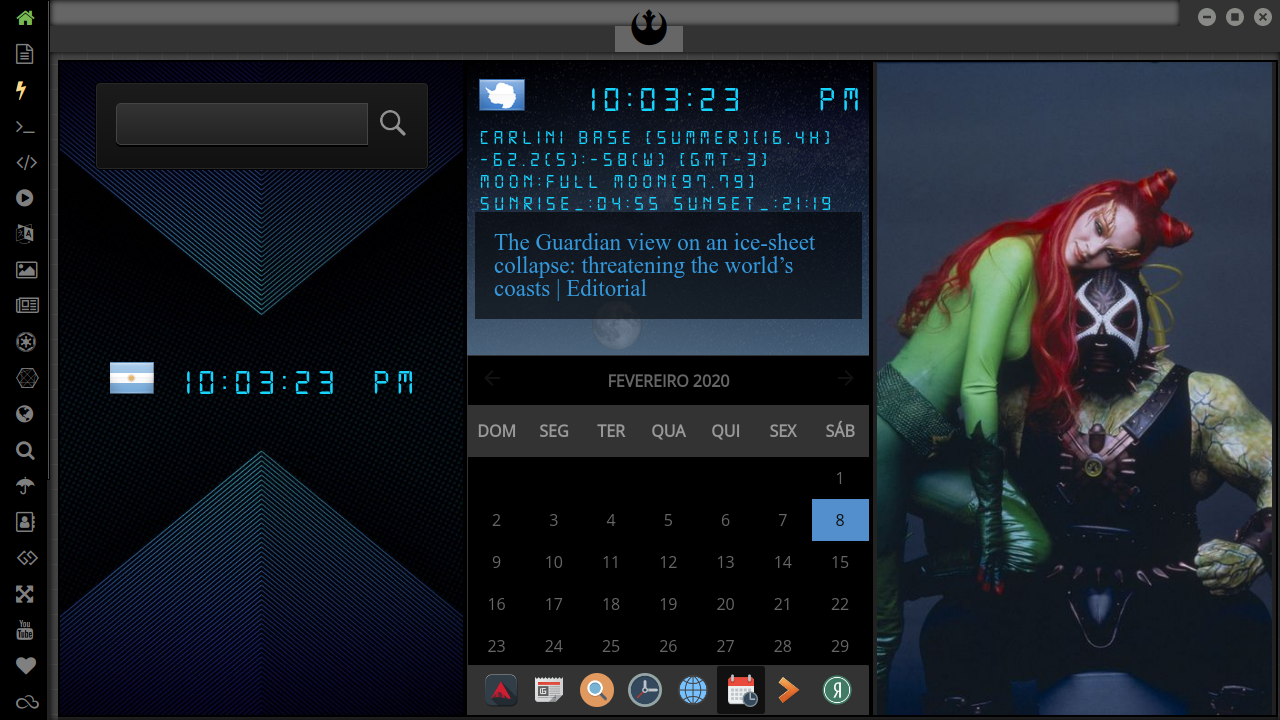 10:03:23 PM
CARLINI BASE (SUMMER)(16.4H)
-62.2(S):-58(W) (GMT-3)
MOON:FULL MOON(97.79)
SUNRISE_:04:55 SUNSET_:21:19
The Guardian view on an ice-sheet
collapse: threatening the world’s
coasts | Editorial
10:03:23 PM
FEVEREIRO 2020
DOM SEG TER QUA QUI SEX SÁB
1
2 3 4 5 6 7 8
9 10 11 12 13 14 15
16 17 18 19 20 21 22
23 24 25 26 27 28 29
You
Tube
Я